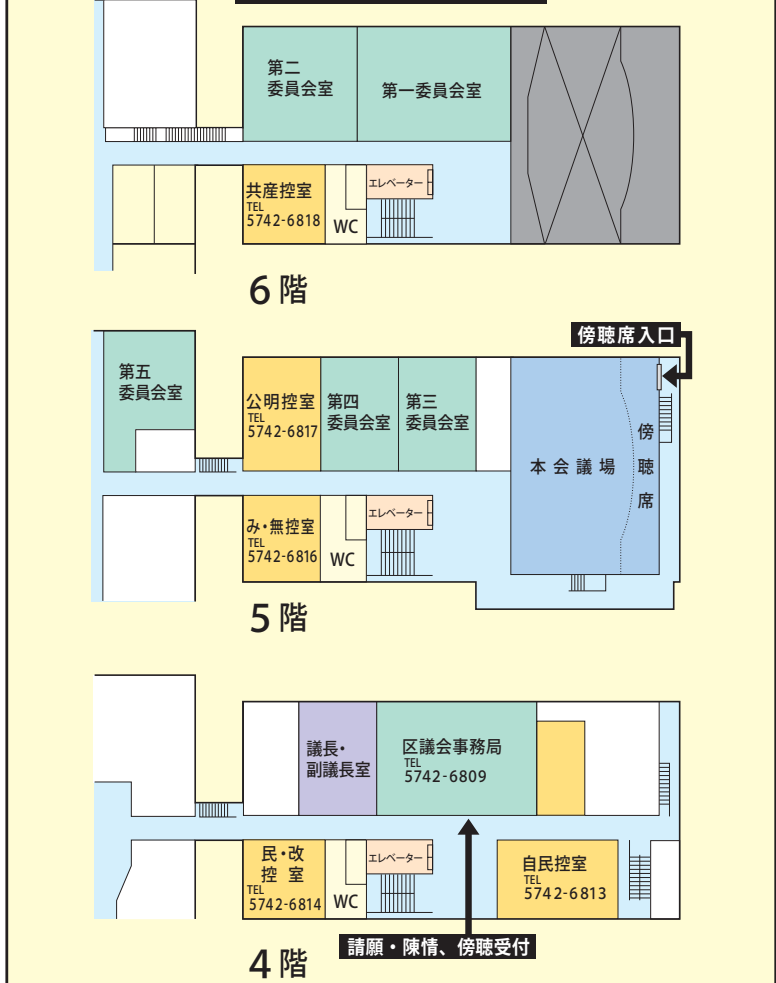 第二
委員会室
第一委員会室
共産控室
TEL
5742-6818
WC
エレベーター
6階
傍聴席入口
第五
委員会室
公明控室
TEL
5742-6817
第四
委員会室
第三
委員会室
本会議場
傍聴席
み・無控室
TEL
5742-6816
WC
エレベーター
5階
議長・
副議長室
区議会事務局
TEL
5742-6809
民・改
控室
TEL
5742-6814
WC
エレベーター
自民控室
TEL
5742-6813
請願・陳情、傍聴受付
4階